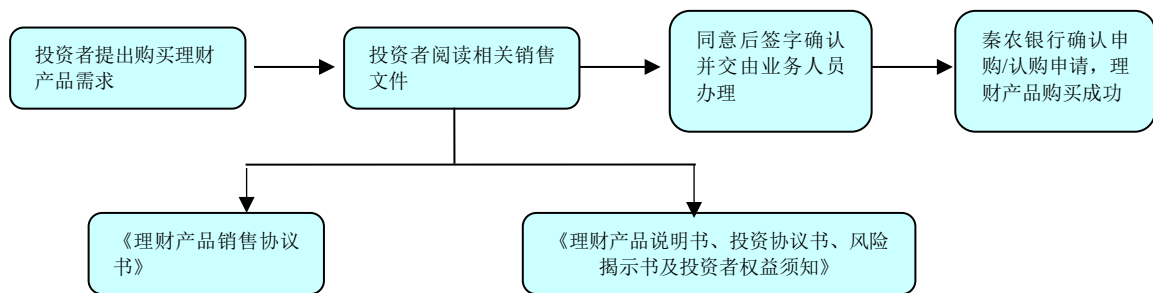 投资者提出购买理财
产品需求
投资者阅读相关销售
文件
同意后签字确认
并交由业务人员
办理
秦农银行确认申
购/认购申请，理
财产品购买成功
《理财产品销售协议
书》
《理财产品说明书、投资协议书、风险
揭示书及投资者权益须知》